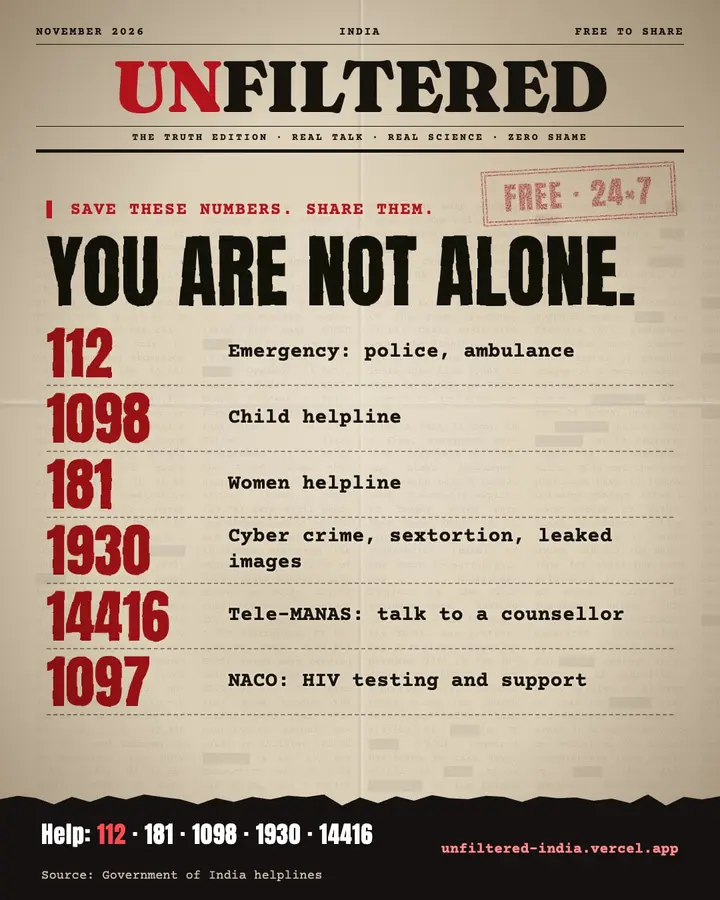 NOVEMBER 2026 INDIA FREE TO SHARE
UNFILTERED
THE TRUTH EDITION · REAL TALK · REAL SCIENCE · ZERO SHAME
FREE · 24×7
SAVE THESE NUMBERS. SHARE THEM.
YOU ARE NOT ALONE.
112 Emergency: police, ambulance
1098 Child helpline
181 Women helpline
1930 Cyber crime, sextortion, leaked
images
14416 Tele-MANAS: talk to a counsellor
1097 NACO: HIV testing and support
Help: 112 · 181 · 1098 · 1930 · 14416
unfiltered-india.vercel.app
Source: Government of India helplines